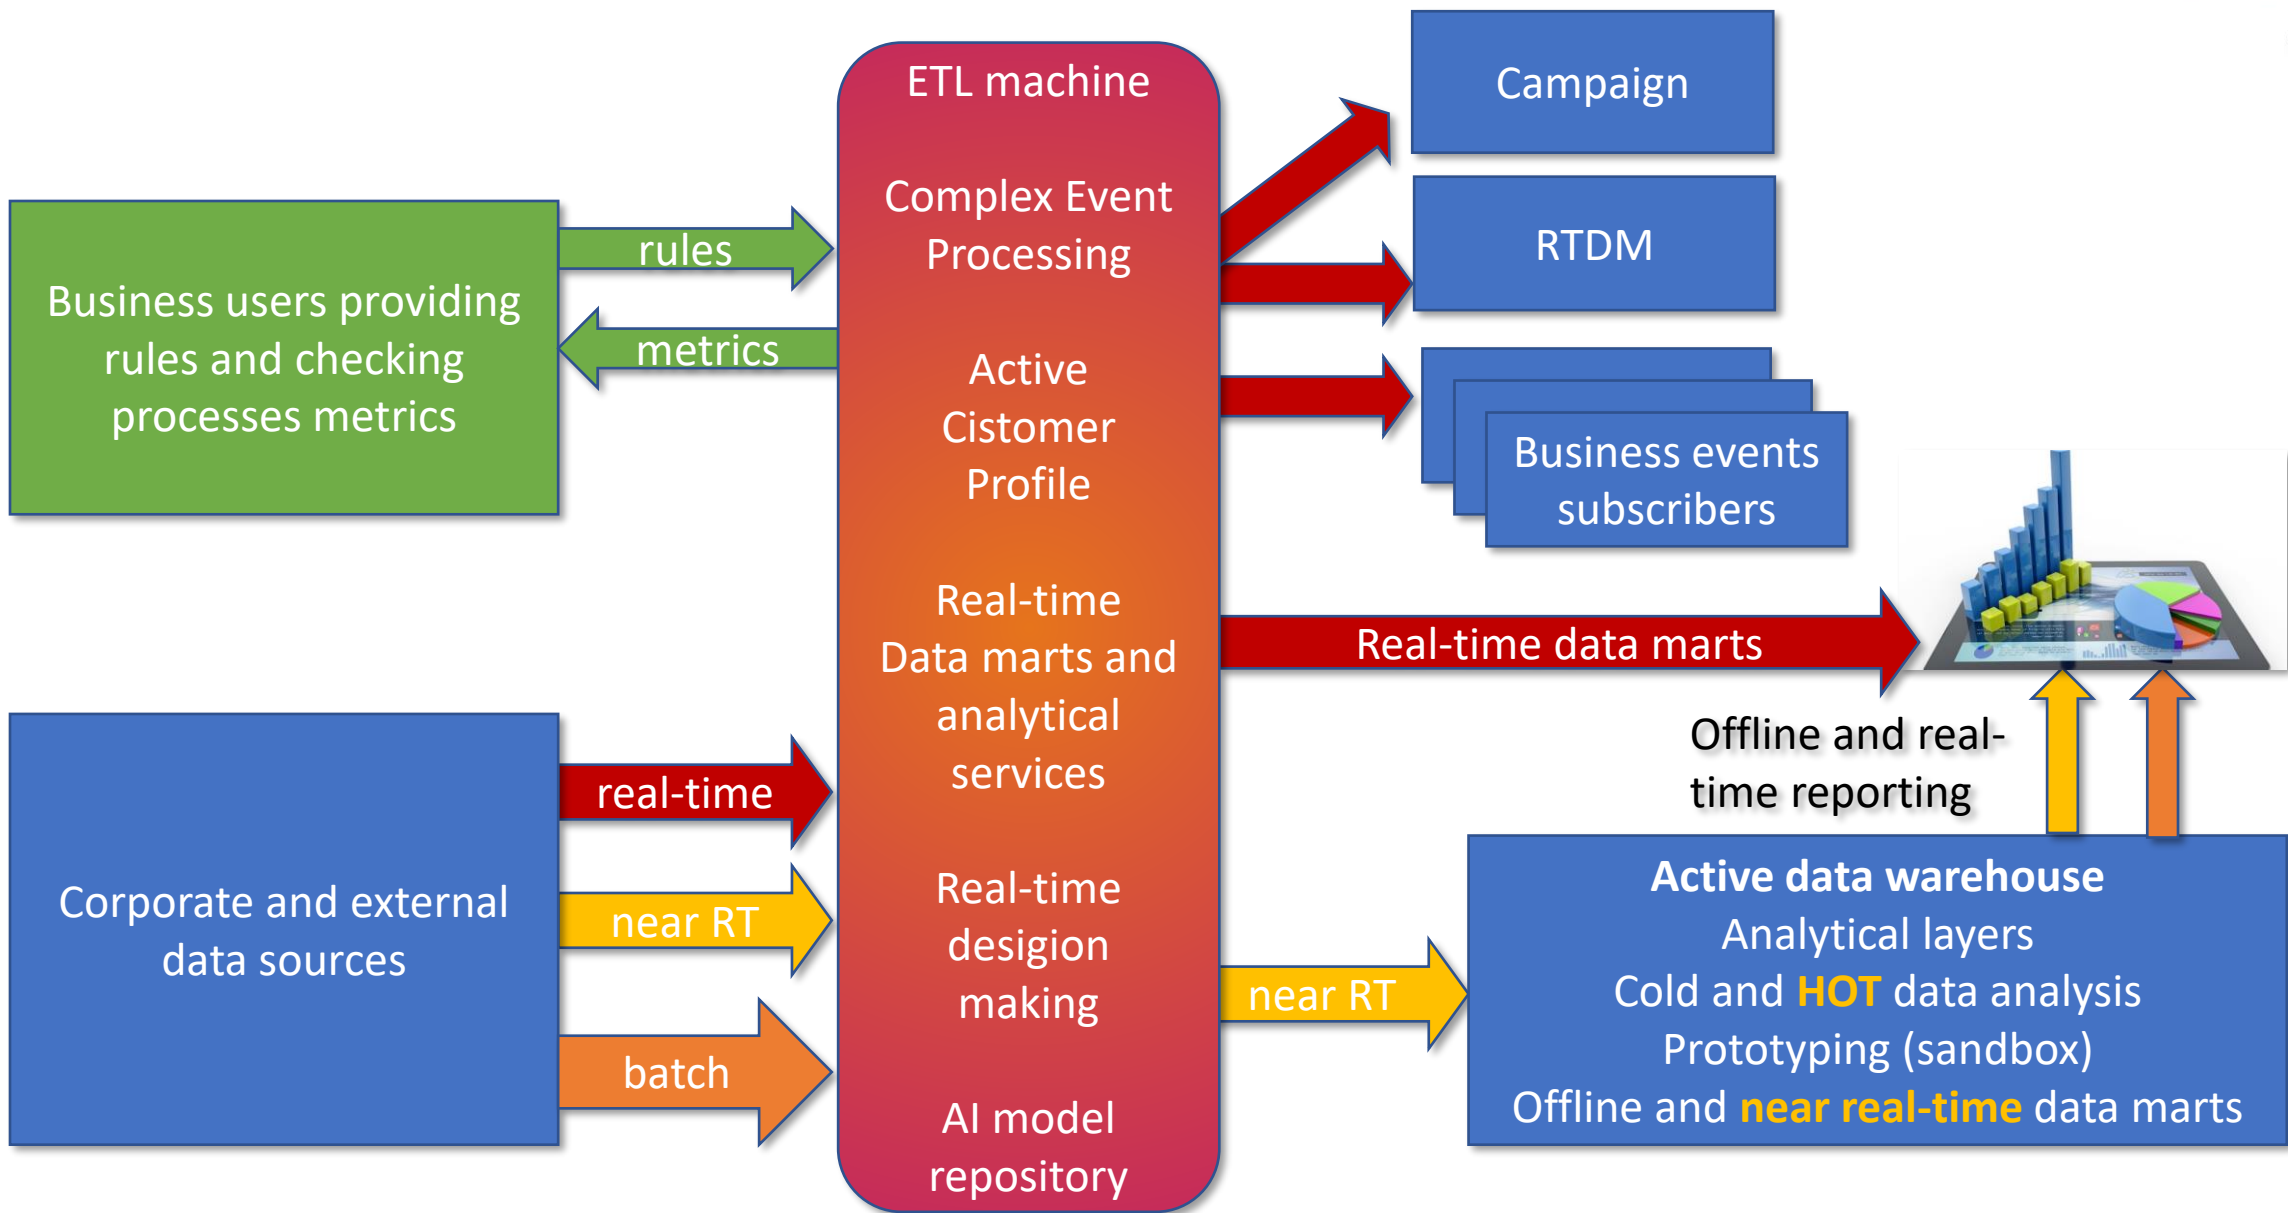 ETL machine
Complex Event
Processing
Active
Cistomer
Profile
Real-time
Data marts and
analytical
services
Real-time
desigion
making
AI model
repository
Business users providing
rules and checking
processes metrics
rules
metrics
Corporate and external
data sources
real-time
near RT
batch
Campaign
RTDM
Business events
subscribers
Real-time data marts
Offline and real-
time reporting
near RT
Active data warehouse
Analytical layers
Cold and HOT data analysis
Prototyping (sandbox)
Offline and near real-time data marts